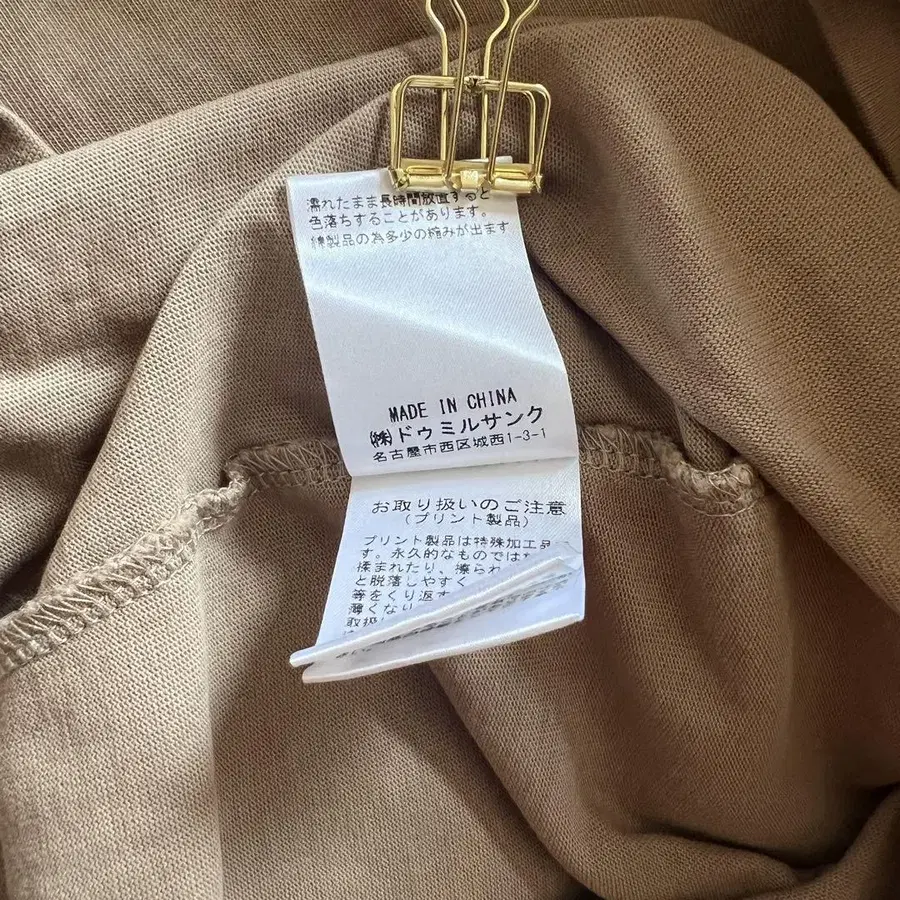 濡れたまま長時間放置すると
色落ちすることがあります。
綿製品の為多少の縮みが出ます
MADE IN CHINA
㈱ドゥミルサンク
名古屋市西区城西1-3-1
お取り扱いのご注意
(プリント製品)
プリント製品は特殊加工
す。永久的なものでは
揉まれたり、擦られ
と脱落しやすく
等をくり返す
薄くなり
取扱